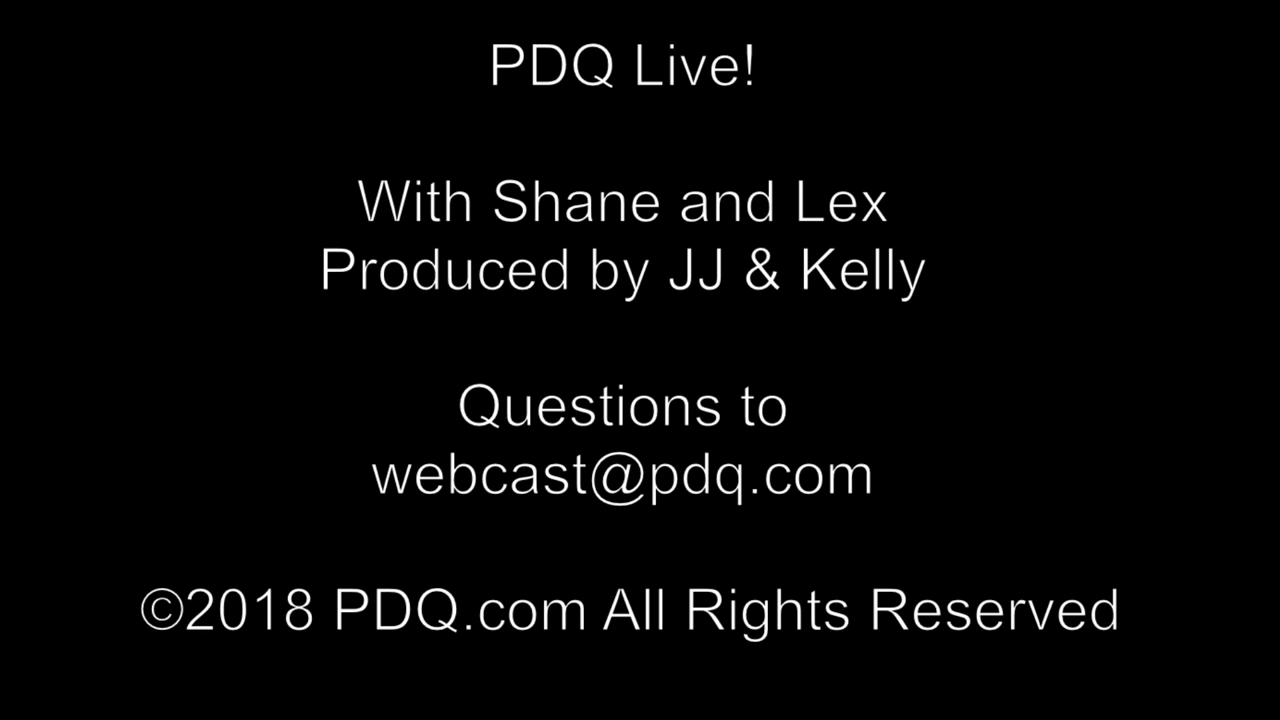 PDQ Live!
With Shane and Lex
Produced by JJ & Kelly
Questions to
webcast@pdq.com
©2018 PDQ.com All Rights Reserved